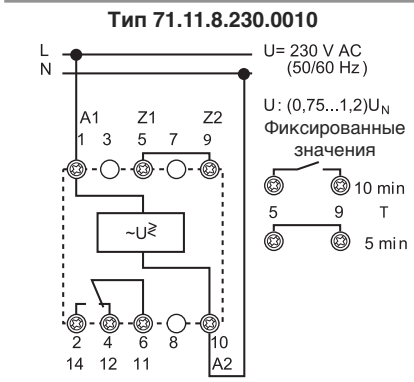 Тип 71.11.8.230.0010
L U= 230 V AC
N (50/60 Hz)
A1 Z1 Z2 U: (0,75...1,2)U_N
1 3 5 7 9 Фиксированные
значения
10 min
5 9 T
~U≷
5 min
2 4 6 8 10
14 12 11 A2